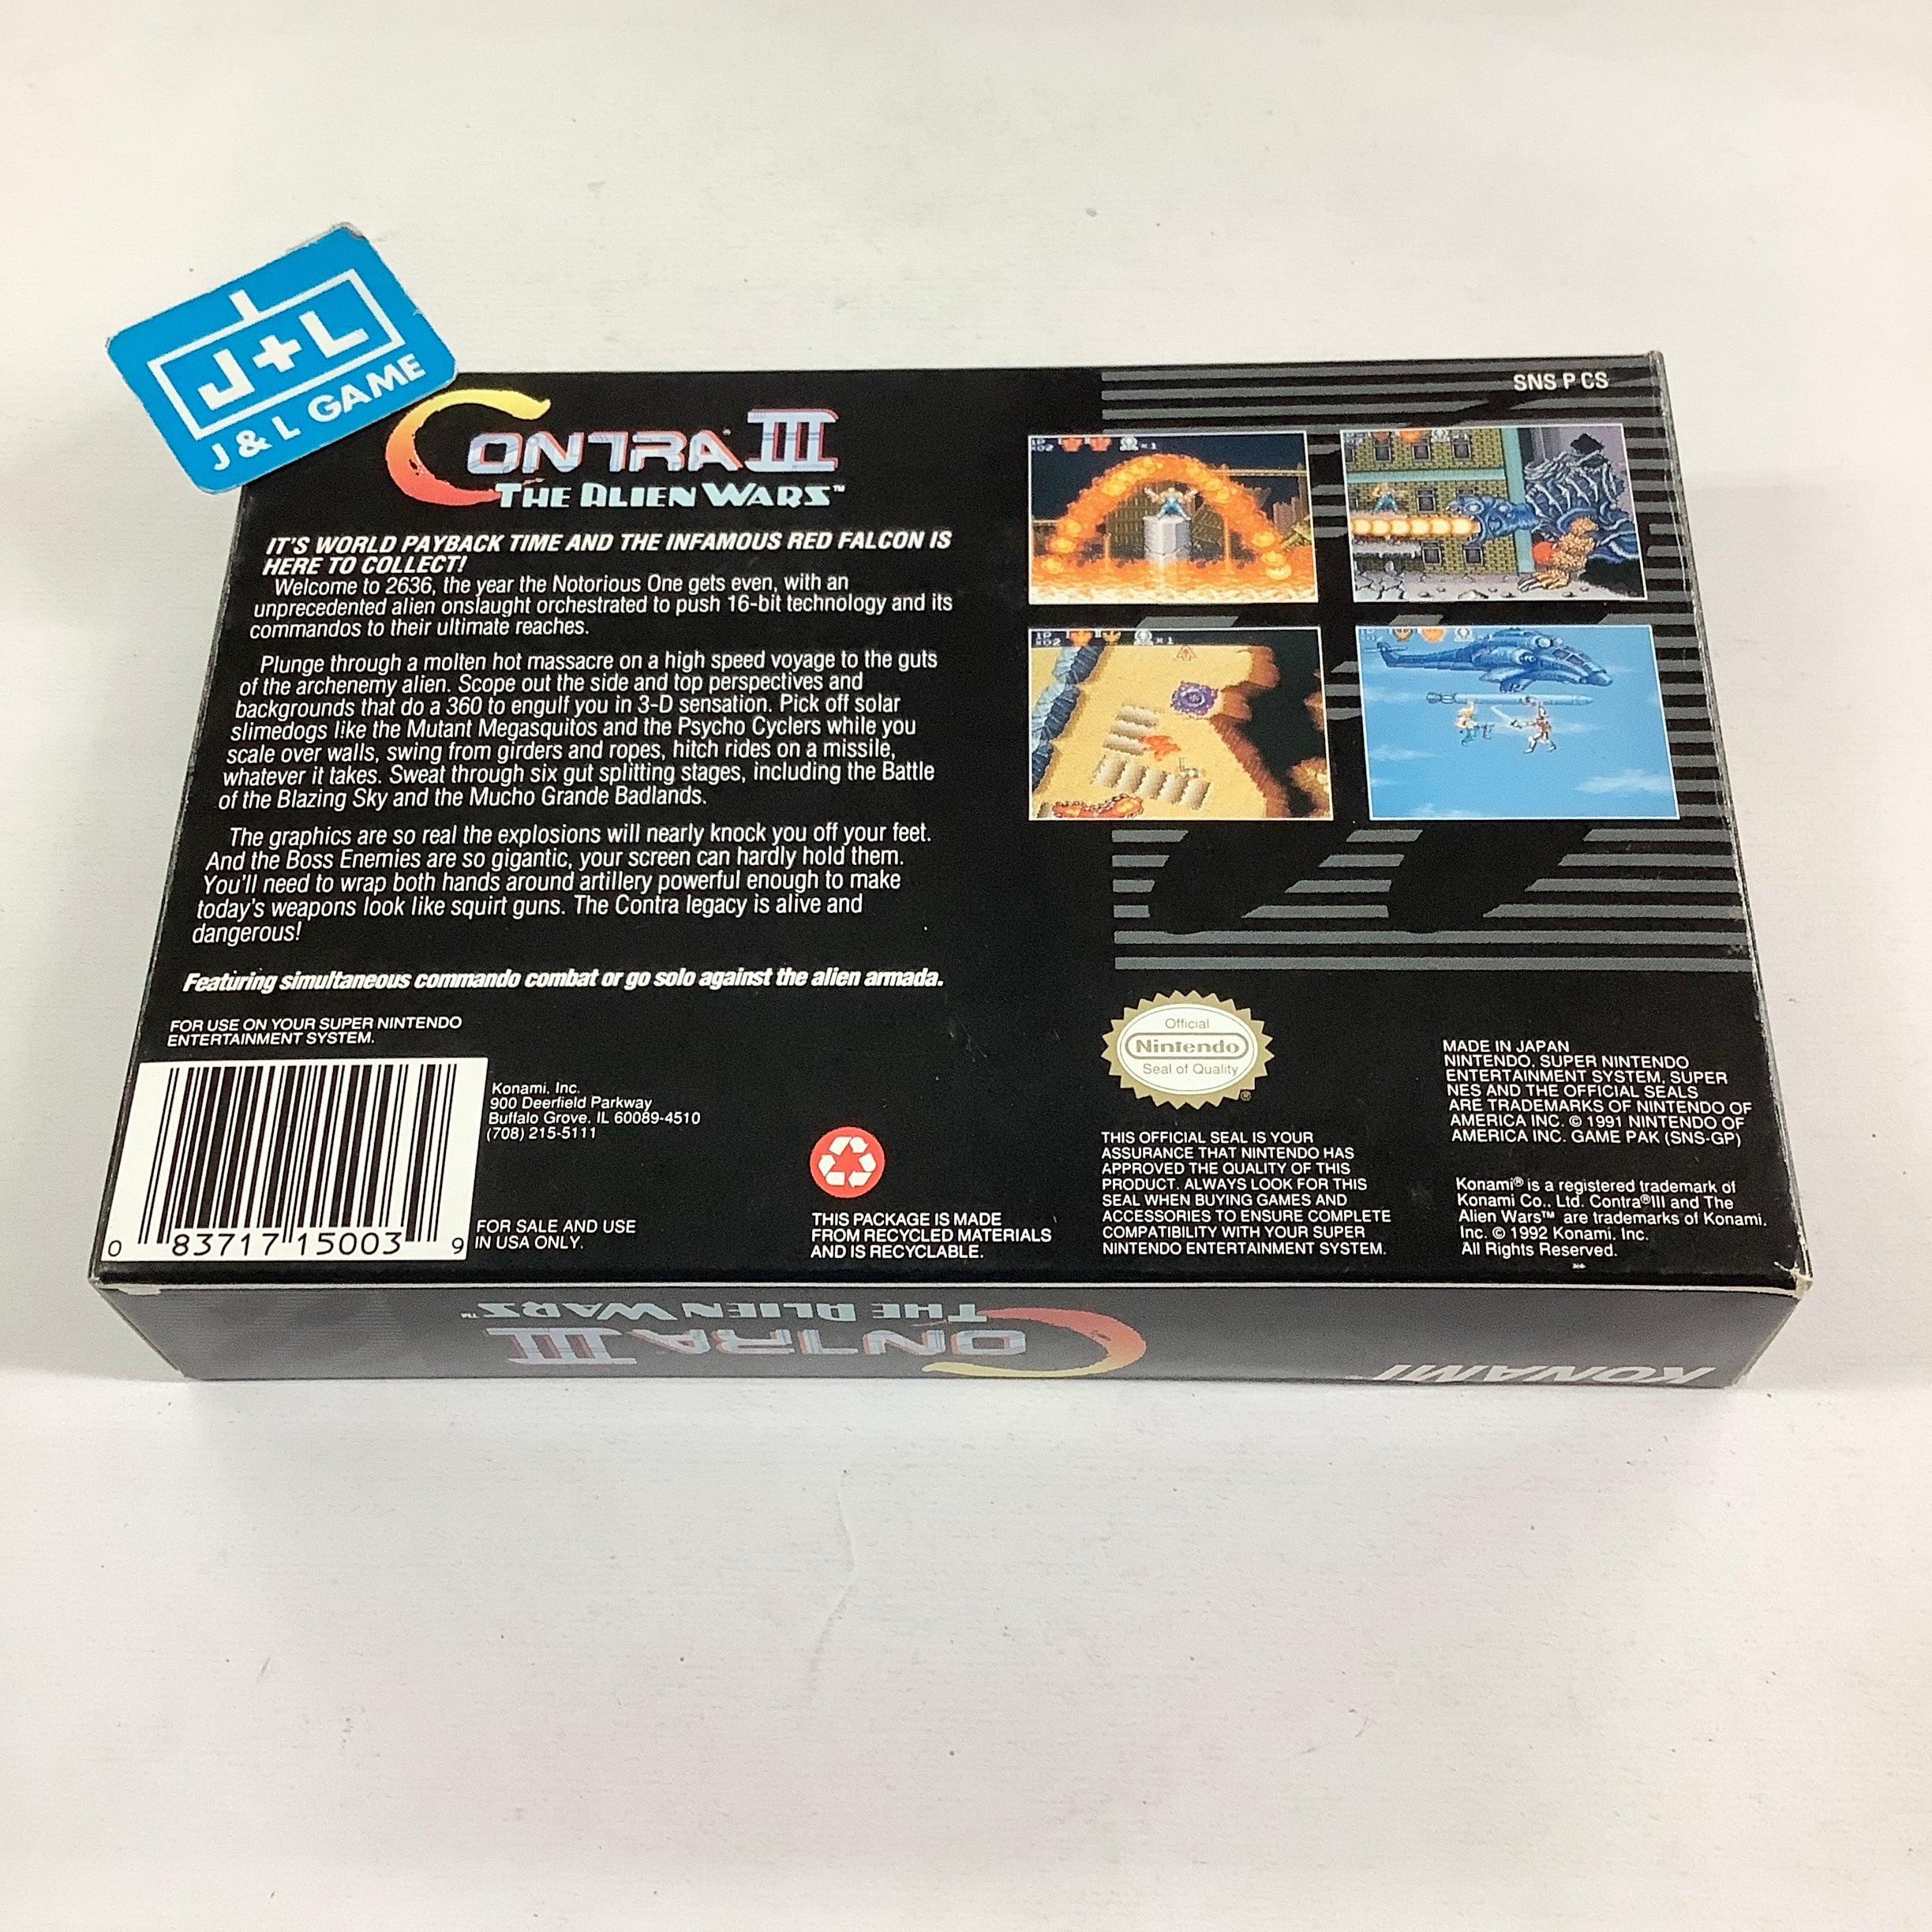 J+L
J & L GAME
CONTRA III
THE ALIEN WARS™
IT'S WORLD PAYBACK TIME AND THE INFAMOUS RED FALCON IS
HERE TO COLLECT!
Welcome to 2636, the year the Notorious One gets even, with an
unprecedented alien onslaught orchestrated to push 16-bit technology and its
commandos to their ultimate reaches.
Plunge through a molten hot massacre on a high speed voyage to the guts
of the archenemy alien. Scope out the side and top perspectives and
backgrounds that do a 360 to engulf you in 3-D sensation. Pick off solar
slimedogs like the Mutant Megasquitos and the Psycho Cyclers while you
scale over walls, swing from girders and ropes, hitch rides on a missile,
whatever it takes. Sweat through six gut splitting stages, including the Battle
of the Blazing Sky and the Mucho Grande Badlands.
The graphics are so real the explosions will nearly knock you off your feet.
And the Boss Enemies are so gigantic, your screen can hardly hold them.
You'll need to wrap both hands around artillery powerful enough to make
today's weapons look like squirt guns. The Contra legacy is alive and
dangerous!
Featuring simultaneous commando combat or go solo against the alien armada.
FOR USE ON YOUR SUPER NINTENDO
ENTERTAINMENT SYSTEM.
0 83717 15003 9
Konami, Inc.
900 Deerfield Parkway
Buffalo Grove, IL 60089-4510
(708) 215-5111
FOR SALE AND USE
IN USA ONLY.
THIS PACKAGE IS MADE
FROM RECYCLED MATERIALS
AND IS RECYCLABLE.
SNS P CS
1P
x02
x1
1P
x02
x1
Official
Nintendo
Seal of Quality
®
THIS OFFICIAL SEAL IS YOUR
ASSURANCE THAT NINTENDO HAS
APPROVED THE QUALITY OF THIS
PRODUCT. ALWAYS LOOK FOR THIS
SEAL WHEN BUYING GAMES AND
ACCESSORIES TO ENSURE COMPLETE
COMPATIBILITY WITH YOUR SUPER
NINTENDO ENTERTAINMENT SYSTEM.
MADE IN JAPAN
NINTENDO, SUPER NINTENDO
ENTERTAINMENT SYSTEM, SUPER
NES AND THE OFFICIAL SEALS
ARE TRADEMARKS OF NINTENDO OF
AMERICA INC. © 1991 NINTENDO OF
AMERICA INC. GAME PAK (SNS-GP)
Konami® is a registered trademark of
Konami Co., Ltd. Contra®III and The
Alien Wars™ are trademarks of Konami,
Inc. © 1992 Konami, Inc.
All Rights Reserved.
CONTRA III
THE ALIEN WARS™
KONAMI